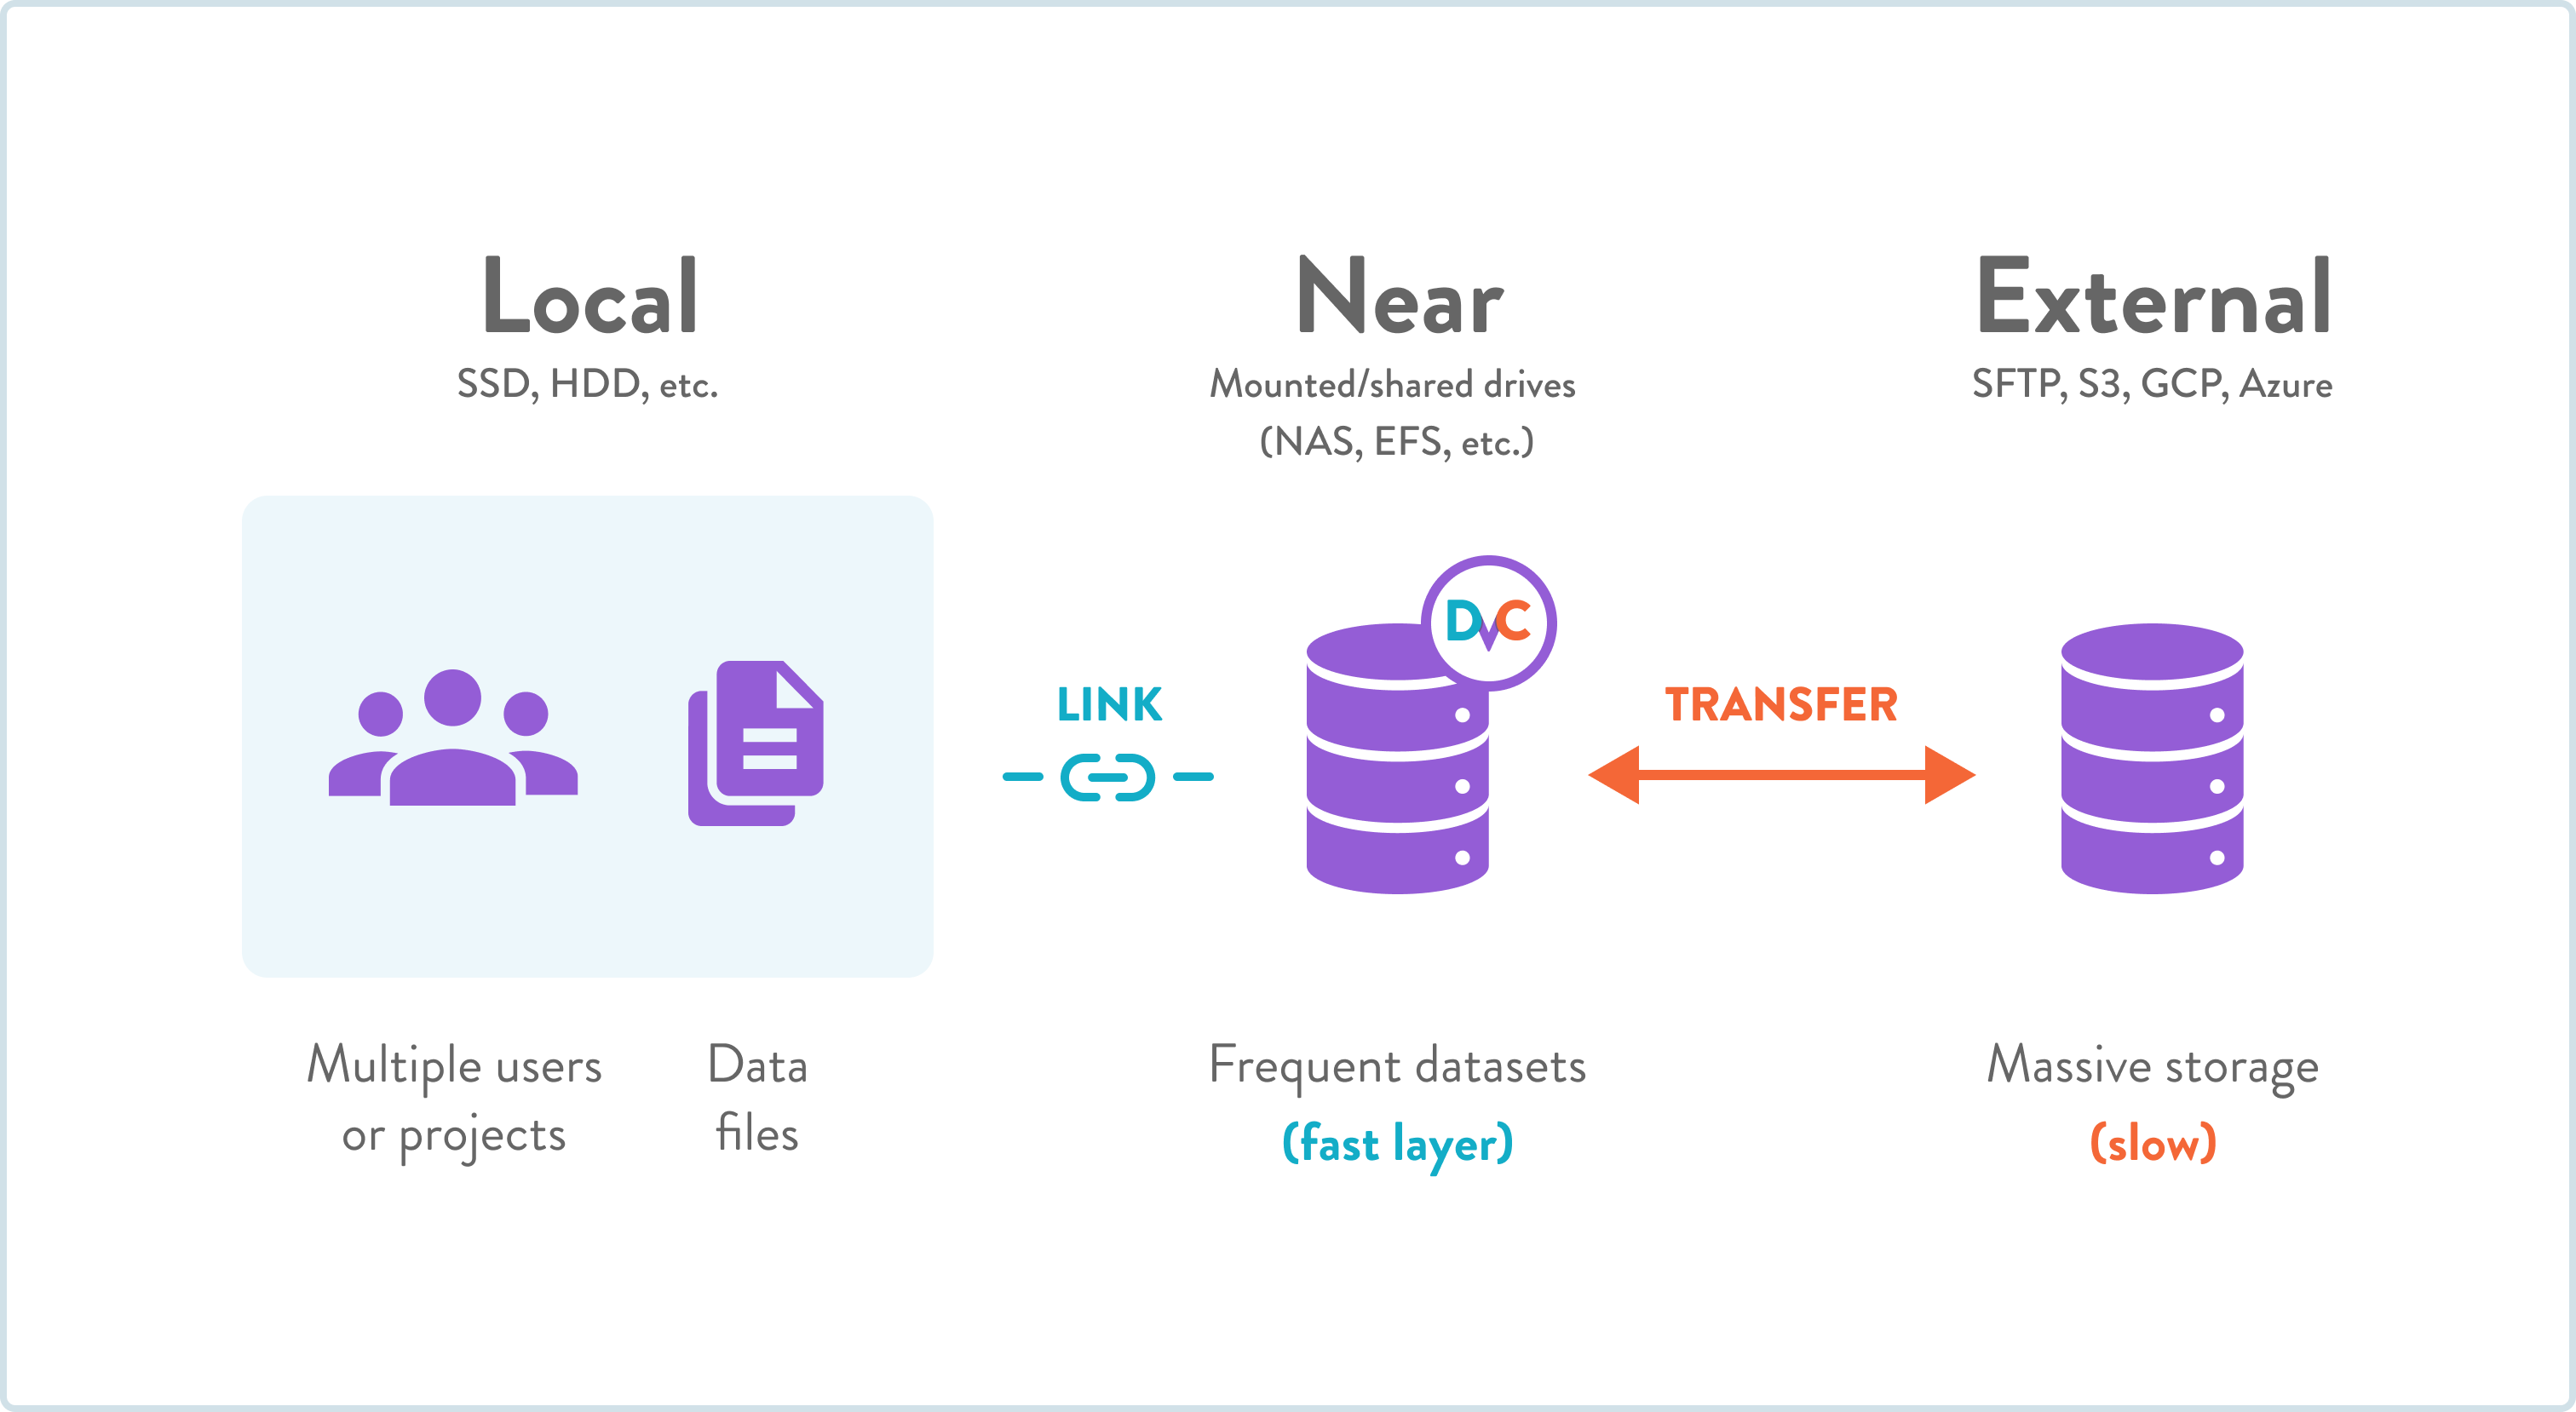 Local
SSD, HDD, etc.
Near
Mounted/shared drives
(NAS, EFS, etc.)
External
SFTP, S3, GCP, Azure
DVC
LINK
TRANSFER
Multiple users
or projects
Data
files
Frequent datasets
(fast layer)
Massive storage
(slow)